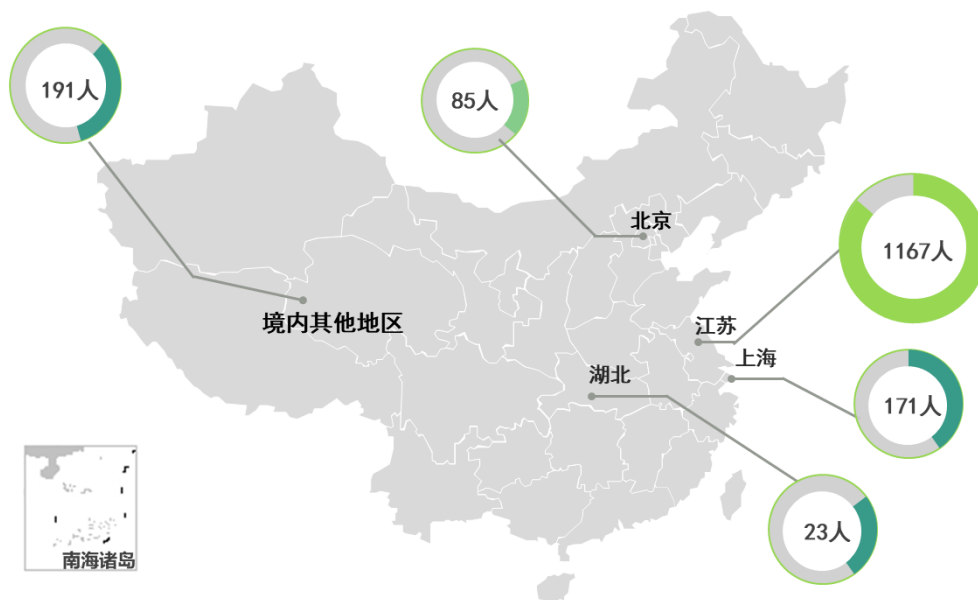 191人
85人
北京
1167人
境内其他地区
江苏
上海
湖北
171人
23人
南海诸岛